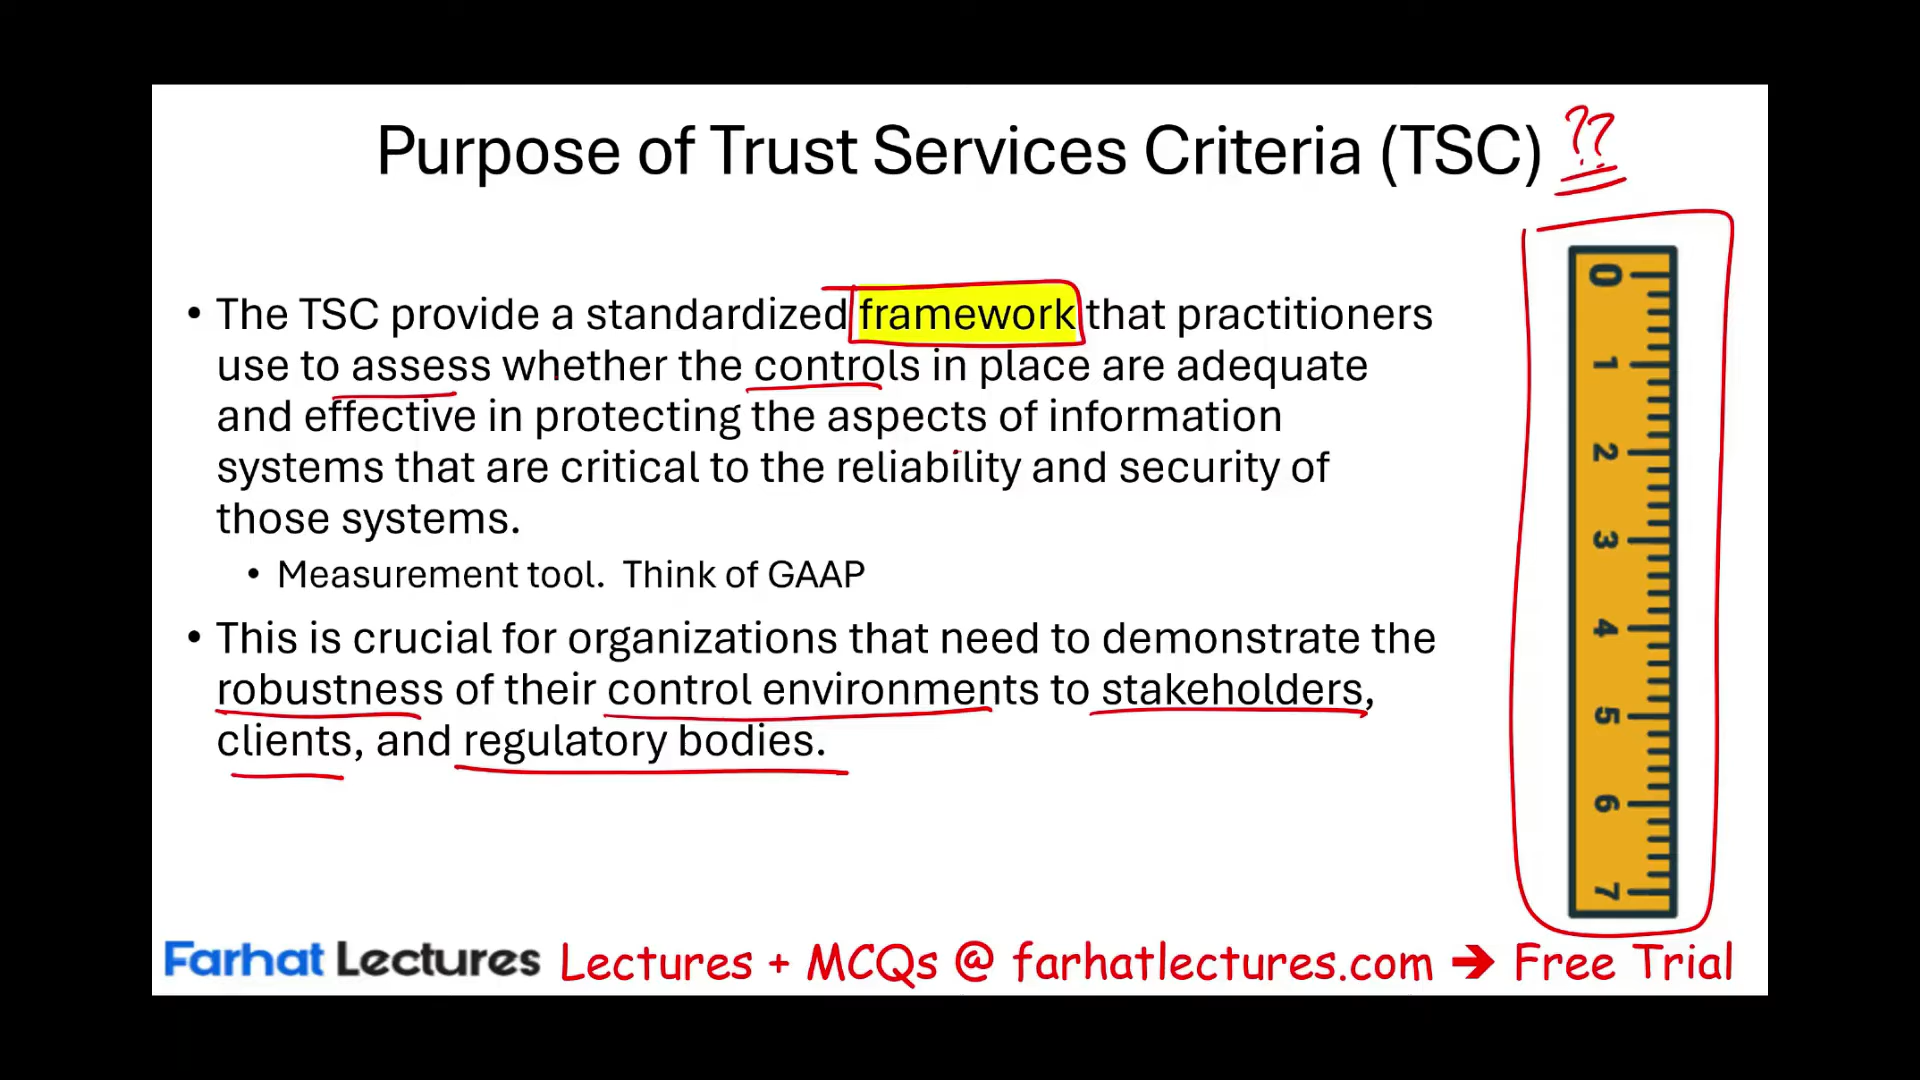 Purpose of Trust Services Criteria (TSC) ??
• The TSC provide a standardized framework that practitioners
use to assess whether the controls in place are adequate
and effective in protecting the aspects of information
systems that are critical to the reliability and security of
those systems.
• Measurement tool. Think of GAAP
• This is crucial for organizations that need to demonstrate the
robustness of their control environments to stakeholders,
clients, and regulatory bodies.
0
1
2
3
4
5
6
7
Farhat Lectures Lectures + MCQs @ farhatlectures.com → Free Trial